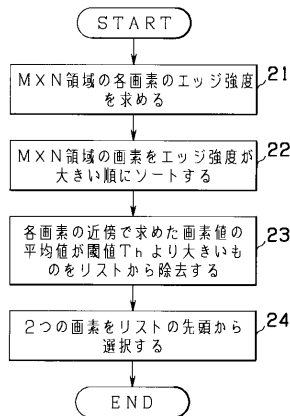 START
M×N領域の各画素のエッジ強度
を求める
21
M×N領域の画素をエッジ強度が
大きい順にソートする
22
各画素の近傍で求めた画素値の
平均値が閾値Thより大きいも
のをリストから除去する
23
2つの画素をリストの先頭から
選択する
24
END